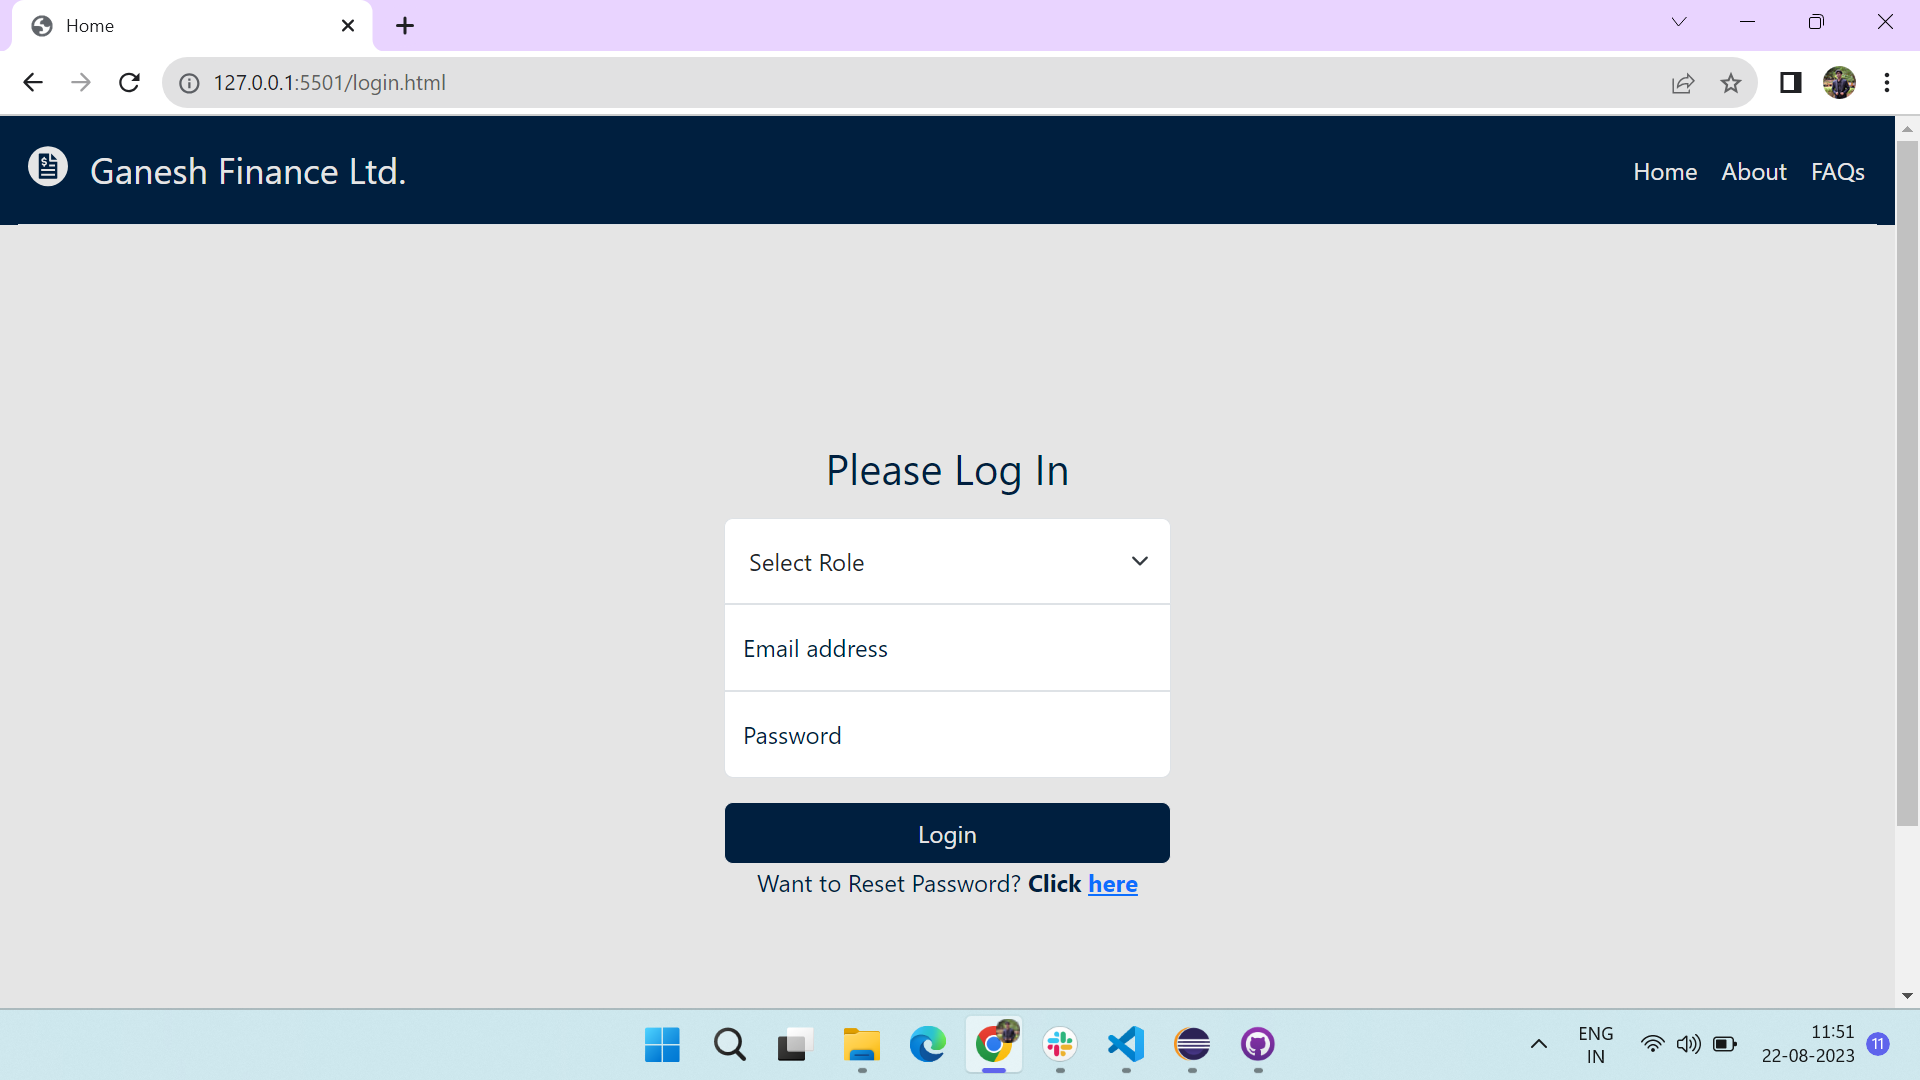 Home
127.0.0.1:5501/login.html
Ganesh Finance Ltd.
Home About FAQs
Please Log In
Select Role
Email address
Password
Login
Want to Reset Password? Click here
ENG
IN
11:51
22-08-2023
11